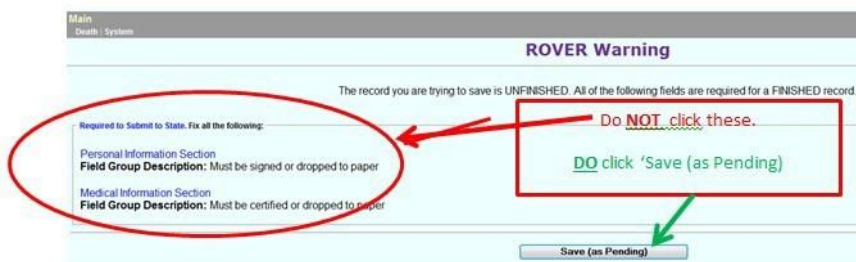 Main
Death | System
ROVER Warning
The record you are trying to save is UNFINISHED. All of the following fields are required for a FINISHED record.
Required to Submit to State. Fix all the following:
Personal Information Section
Field Group Description: Must be signed or dropped to paper
Medical Information Section
Field Group Description: Must be certified or dropped to paper
Do NOT click these.
DO click 'Save (as Pending)
Save (as Pending)